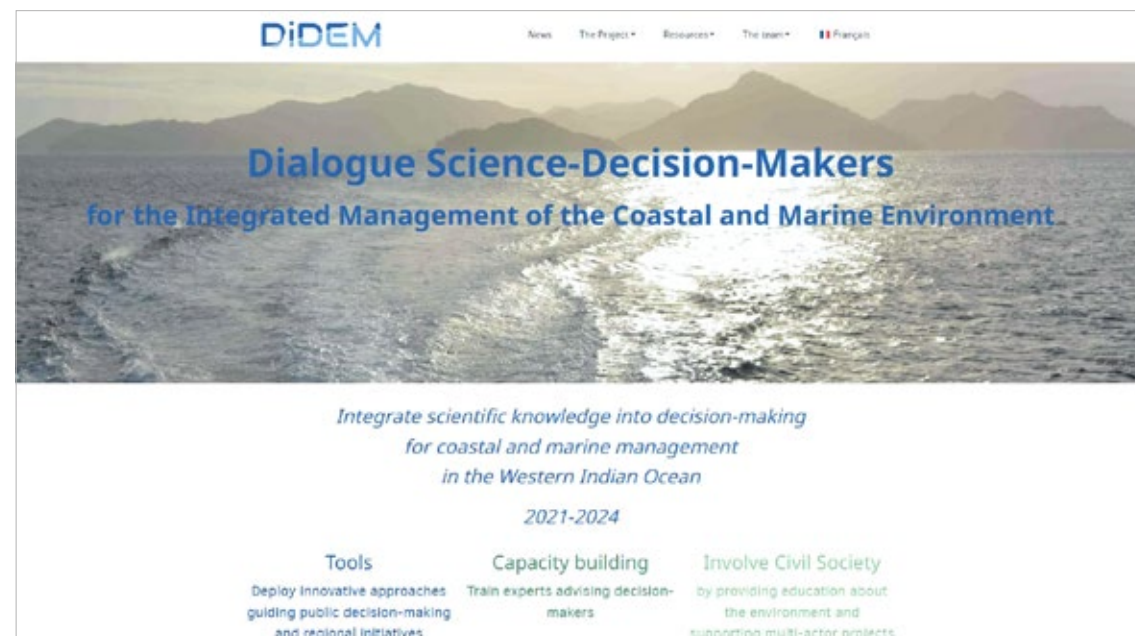 DiDEM
News The Project Resources The team Français
Dialogue Science-Decision-Makers
for the Integrated Management of the Coastal and Marine Environment
Integrate scientific knowledge into decision-making
for coastal and marine management
in the Western Indian Ocean
2021-2024
Tools
Deploy innovative approaches
guiding public decision-making
and regional initiatives
Capacity building
Train experts advising decision-
makers
Involve Civil Society
by providing education about
the environment and
supporting multi-actor projects